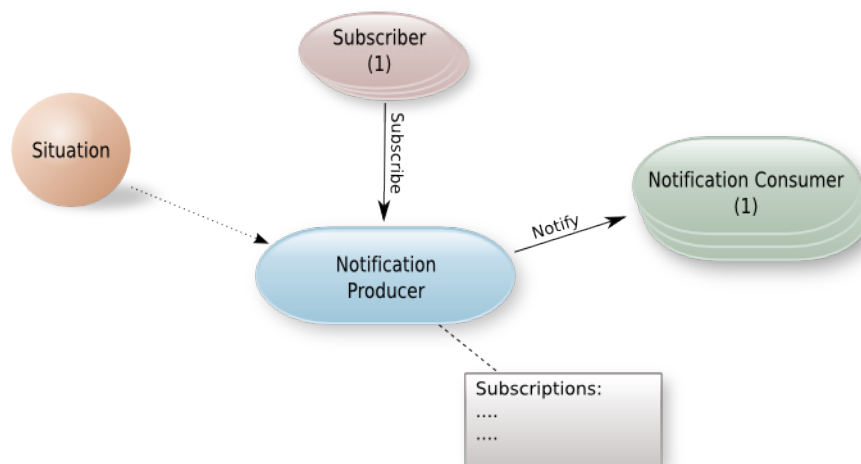 Subscriber
(1)
Situation
Subscribe
Notification Consumer
(1)
Notify
Notification
Producer
Subscriptions:
....
....